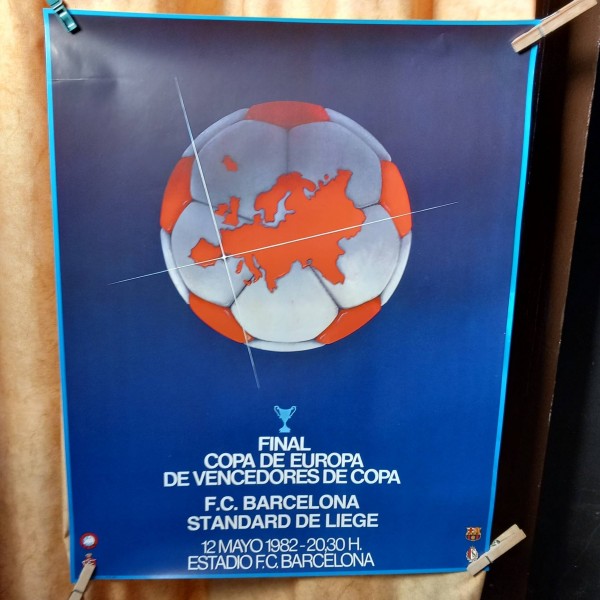 FINAL
COPA DE EUROPA
DE VENCEDORES DE COPA
F.C. BARCELONA
STANDARD DE LIEGE
12 MAYO 1982-20,30 H.
ESTADIO F.C. BARCELONA